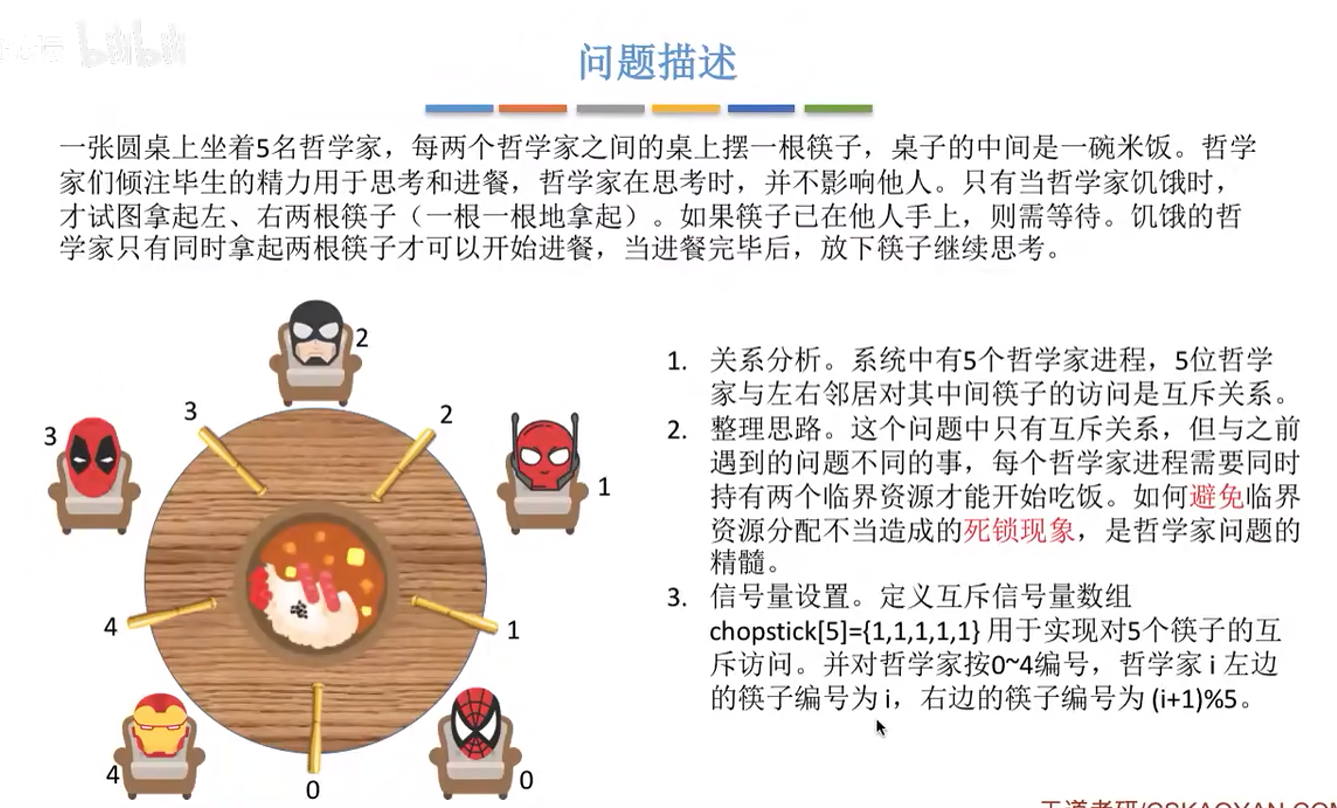 bilibili
问题描述
一张圆桌上坐着5名哲学家，每两个哲学家之间的桌上摆一根筷子，桌子的中间是一碗米饭。哲学
家们倾注毕生的精力用于思考和进餐，哲学家在思考时，并不影响他人。只有当哲学家饥饿时，
才试图拿起左、右两根筷子（一根一根地拿起）。如果筷子已在他人手上，则需等待。饥饿的哲
学家只有同时拿起两根筷子才可以开始进餐，当进餐完毕后，放下筷子继续思考。
2
3
2
3
1
4
1
4
0
0
1. 关系分析。系统中有5个哲学家进程，5位哲学
家与左右邻居对其中间筷子的访问是互斥关系。
2. 整理思路。这个问题中只有互斥关系，但与之前
遇到的问题不同的事，每个哲学家进程需要同时
持有两个临界资源才能开始吃饭。如何避免临界
资源分配不当造成的死锁现象，是哲学家问题的
精髓。
3. 信号量设置。定义互斥信号量数组
chopstick[5]={1,1,1,1,1} 用于实现对5个筷子的互
斥访问。并对哲学家按0~4编号，哲学家 i 左边
的筷子编号为 i，右边的筷子编号为 (i+1)%5。